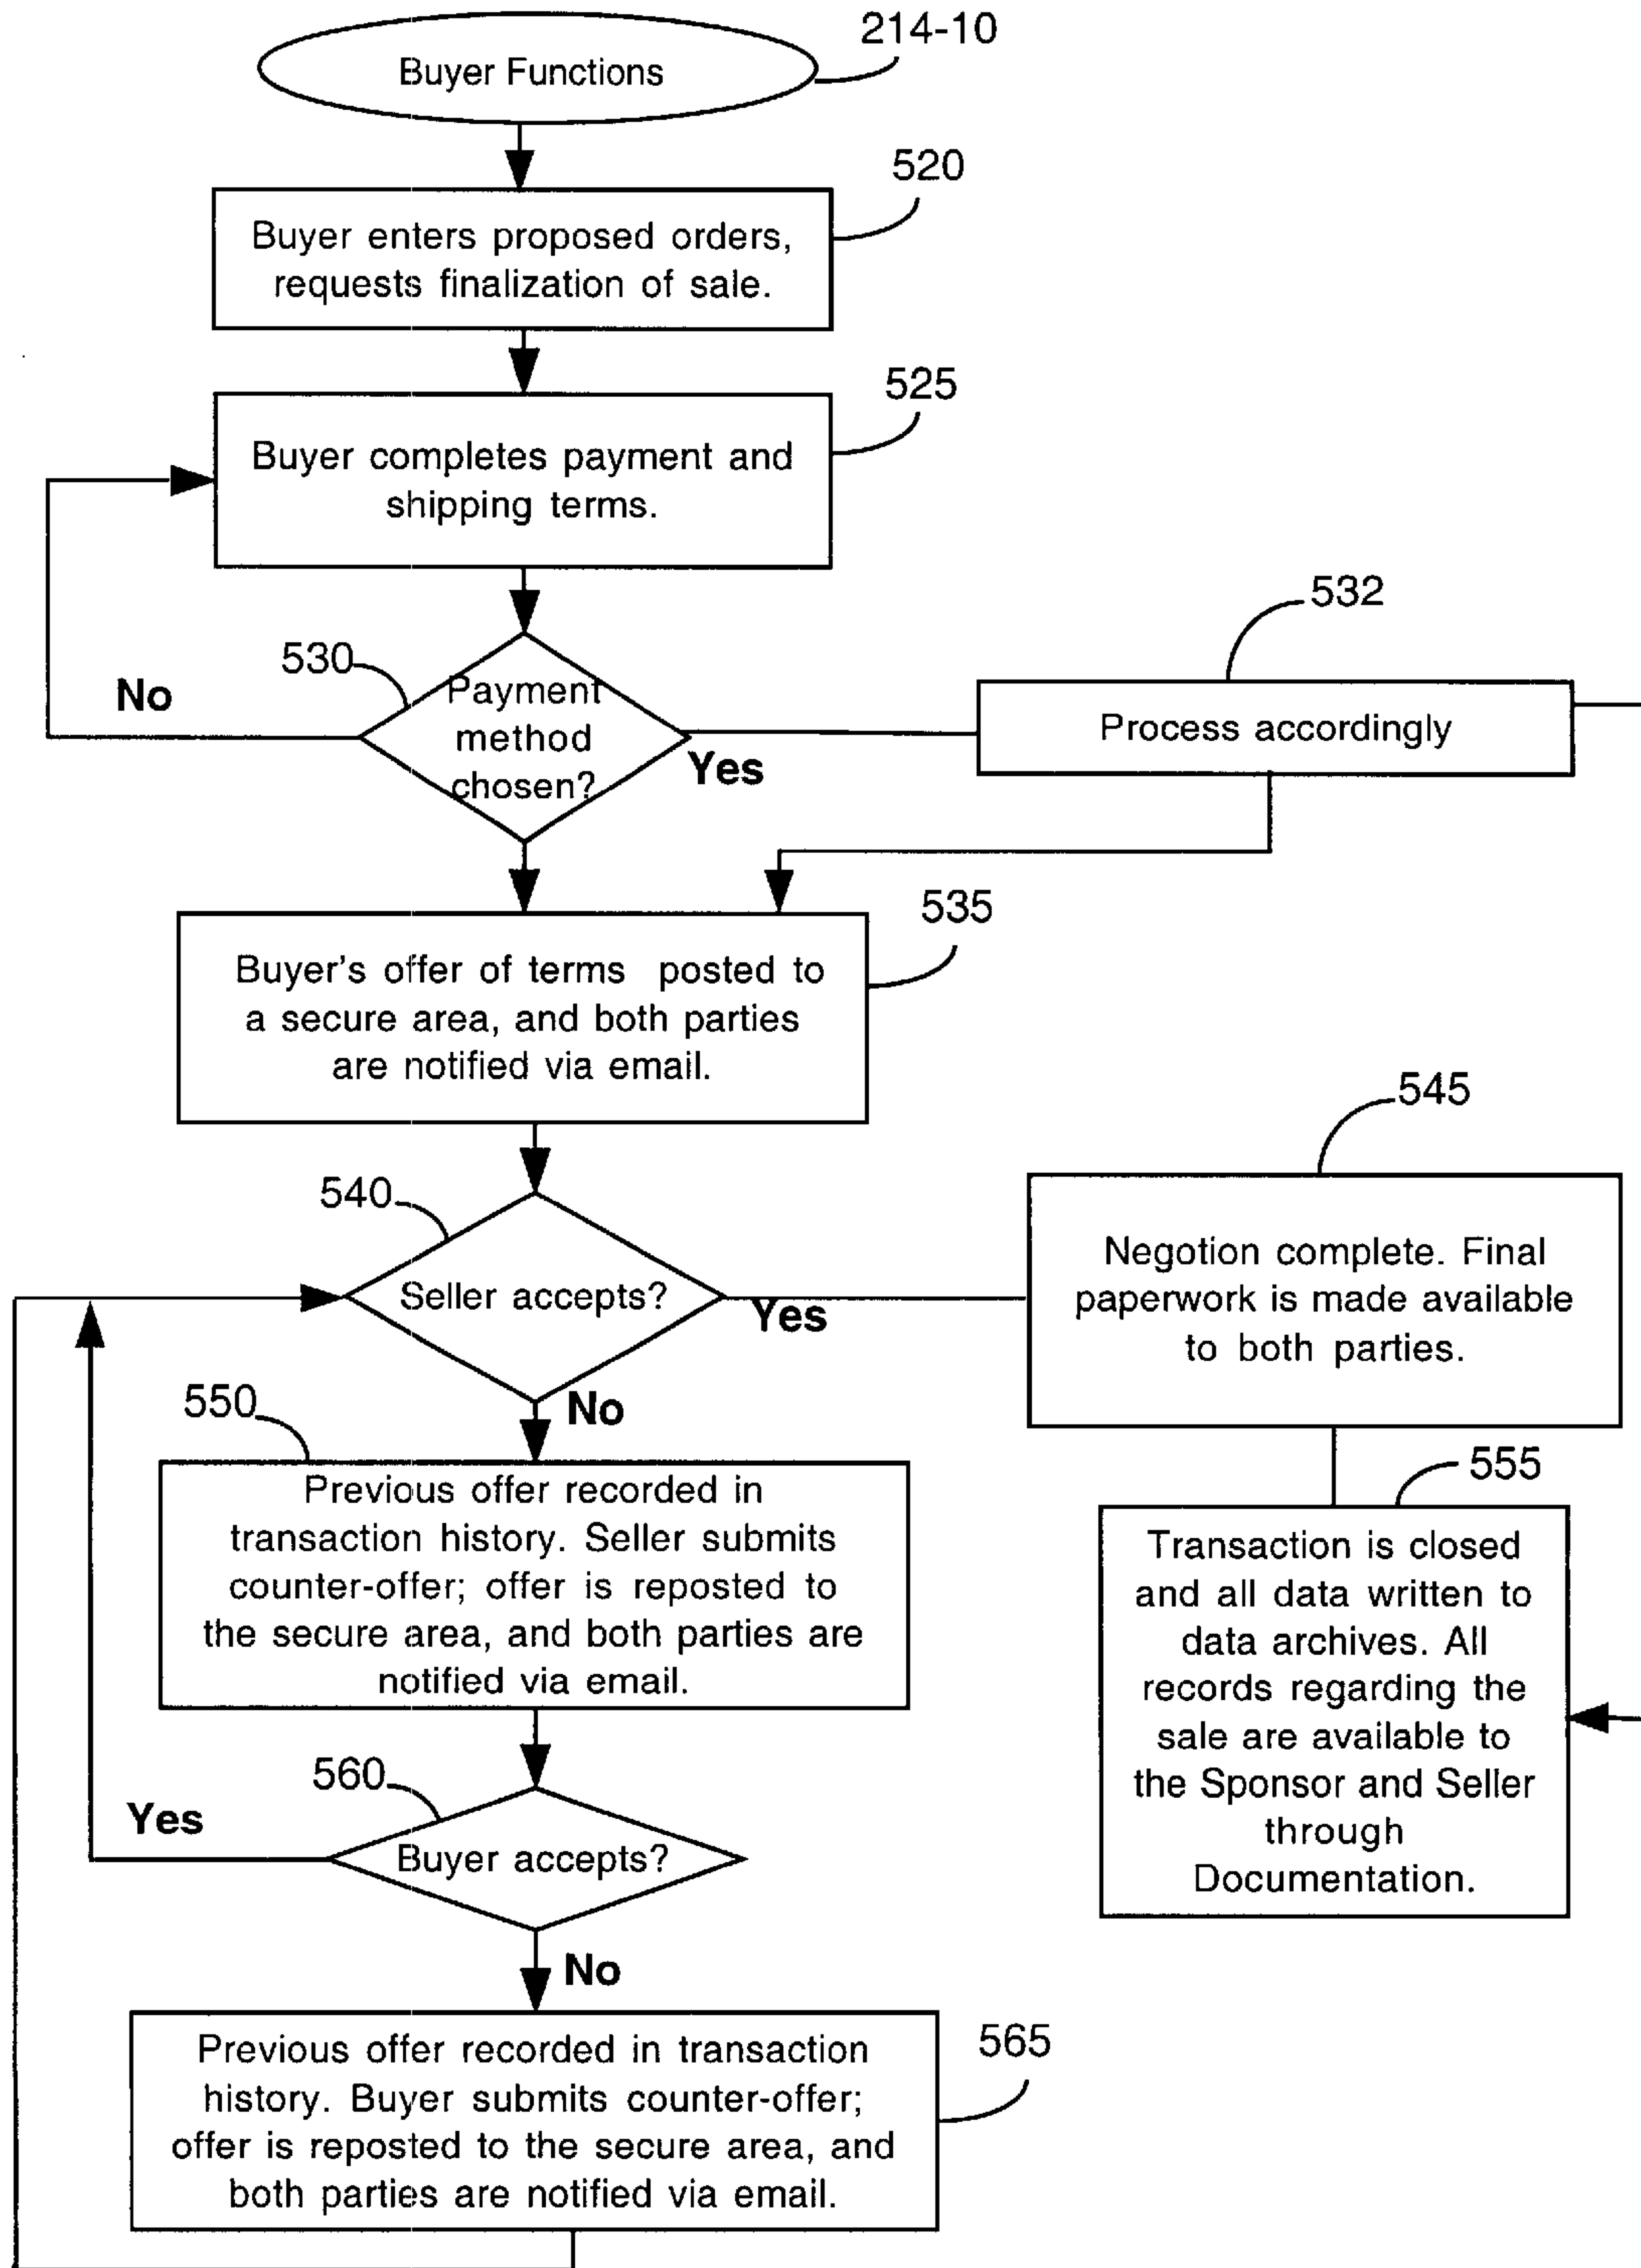 214-10
Buyer Functions
520
Buyer enters proposed orders,
requests finalization of sale.
525
Buyer completes payment and
shipping terms.
532
530
No
Payment
method
chosen?
Yes
Process accordingly
535
Buyer's offer of terms posted to
a secure area, and both parties
are notified via email.
545
540
Seller accepts?
Yes
Negotion complete. Final
paperwork is made available
to both parties.
550
No
Previous offer recorded in
transaction history. Seller submits
counter-offer; offer is reposted to
the secure area, and both parties are
notified via email.
555
Transaction is closed
and all data written to
data archives. All
records regarding the
sale are available to
the Sponsor and Seller
through
Documentation.
560
Yes
Buyer accepts?
No
565
Previous offer recorded in transaction
history. Buyer submits counter-offer;
offer is reposted to the secure area, and
both parties are notified via email.